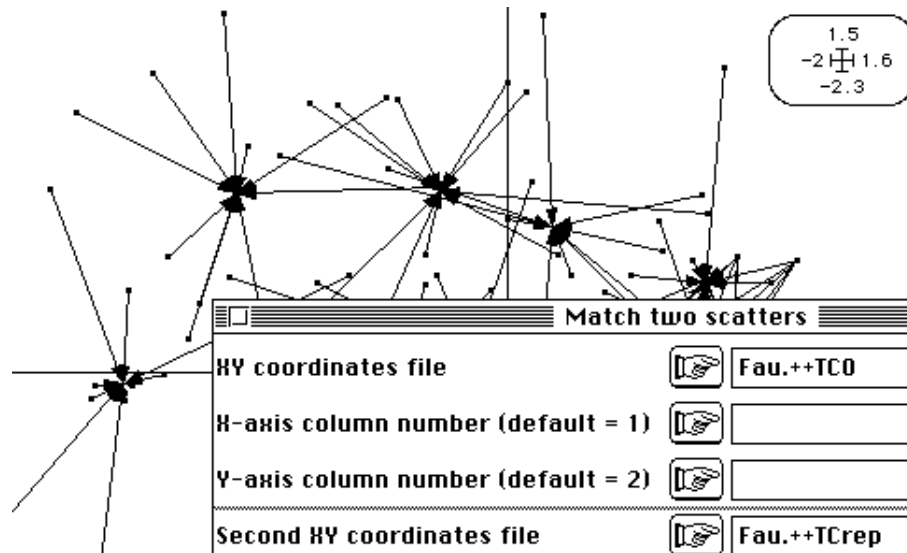 1.5
-2 1.6
-2.3
Match two scatters
XY coordinates file
Fau.++TCO
X-axis column number (default = 1)
Y-axis column number (default = 2)
Second XY coordinates file
Fau.++TCrep